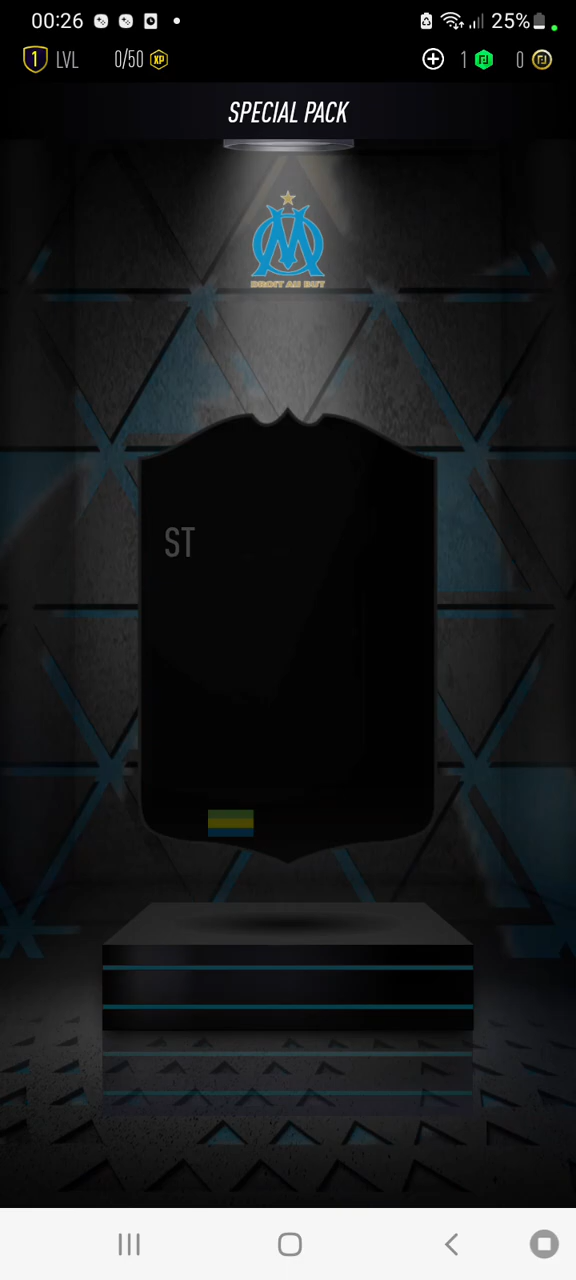 00:26 25%
1 LVL 0/50 XP 1 0
SPECIAL PACK
DROIT AU BUT
ST